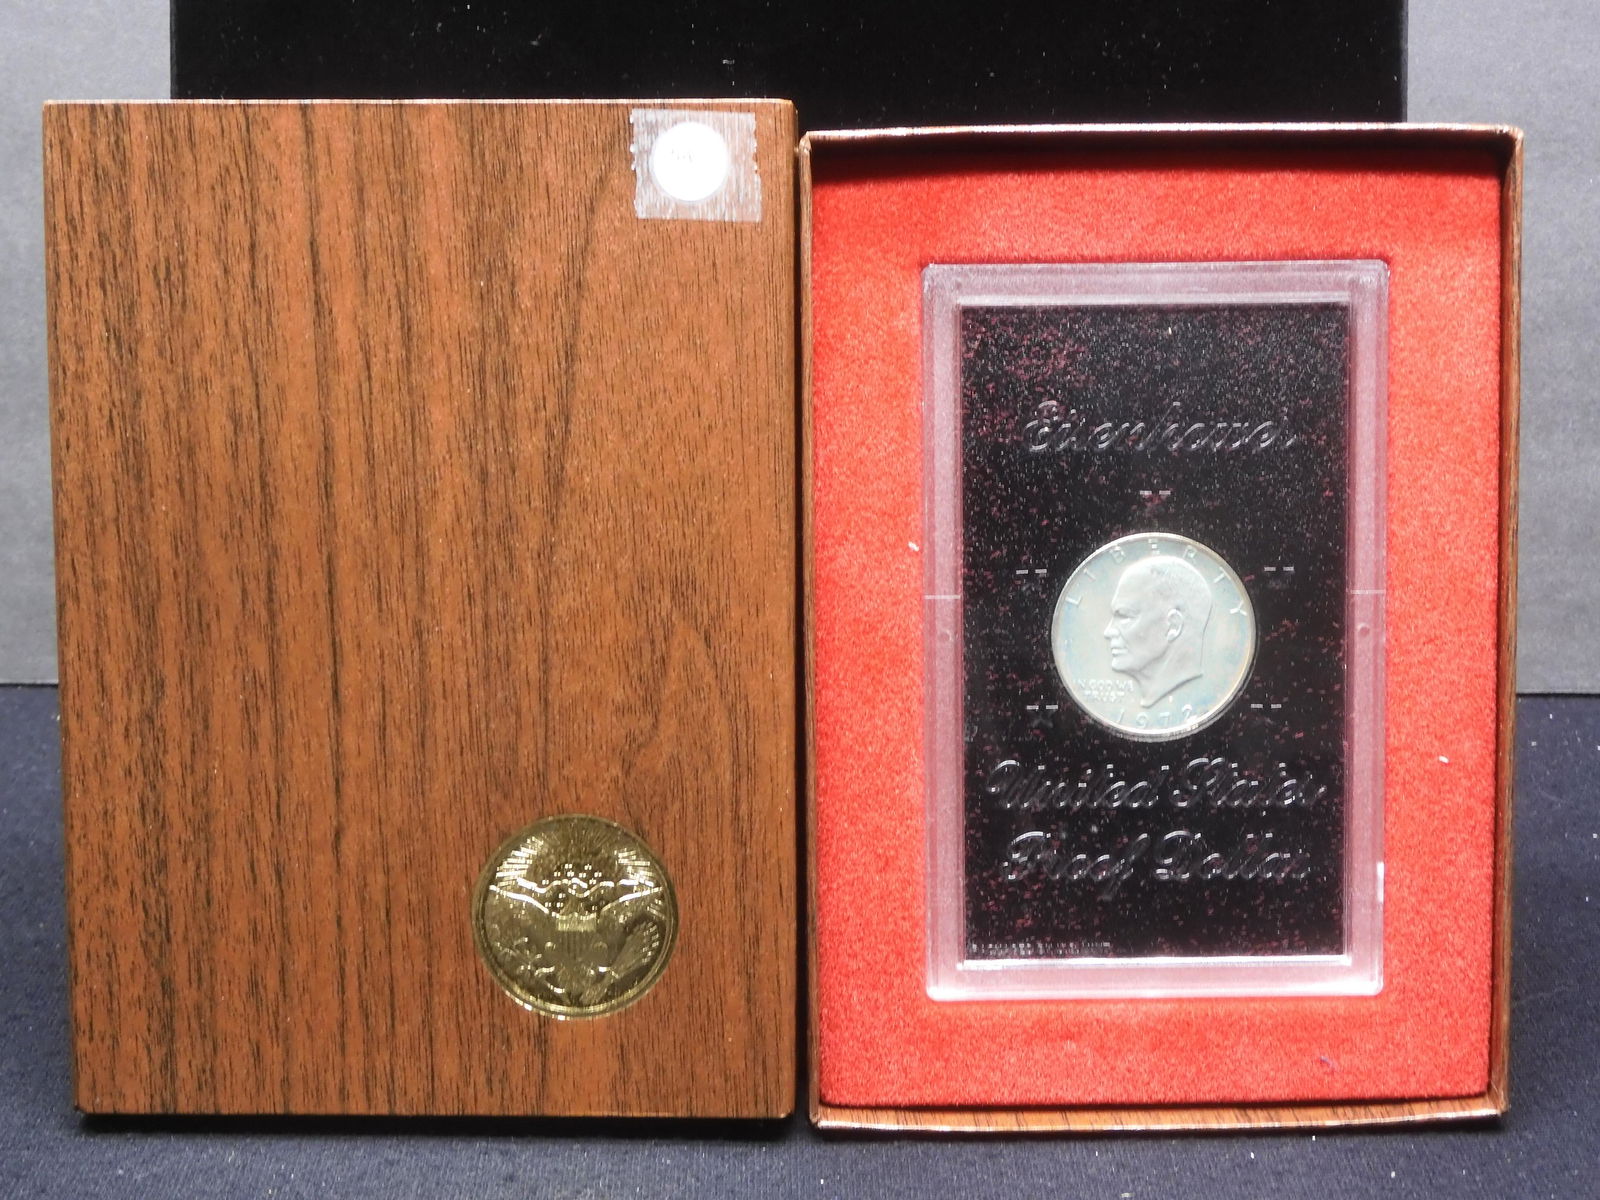 Eisenhower
LIBERTY
IN GOD WE
TRUST
1972
United States
Proof Dollar